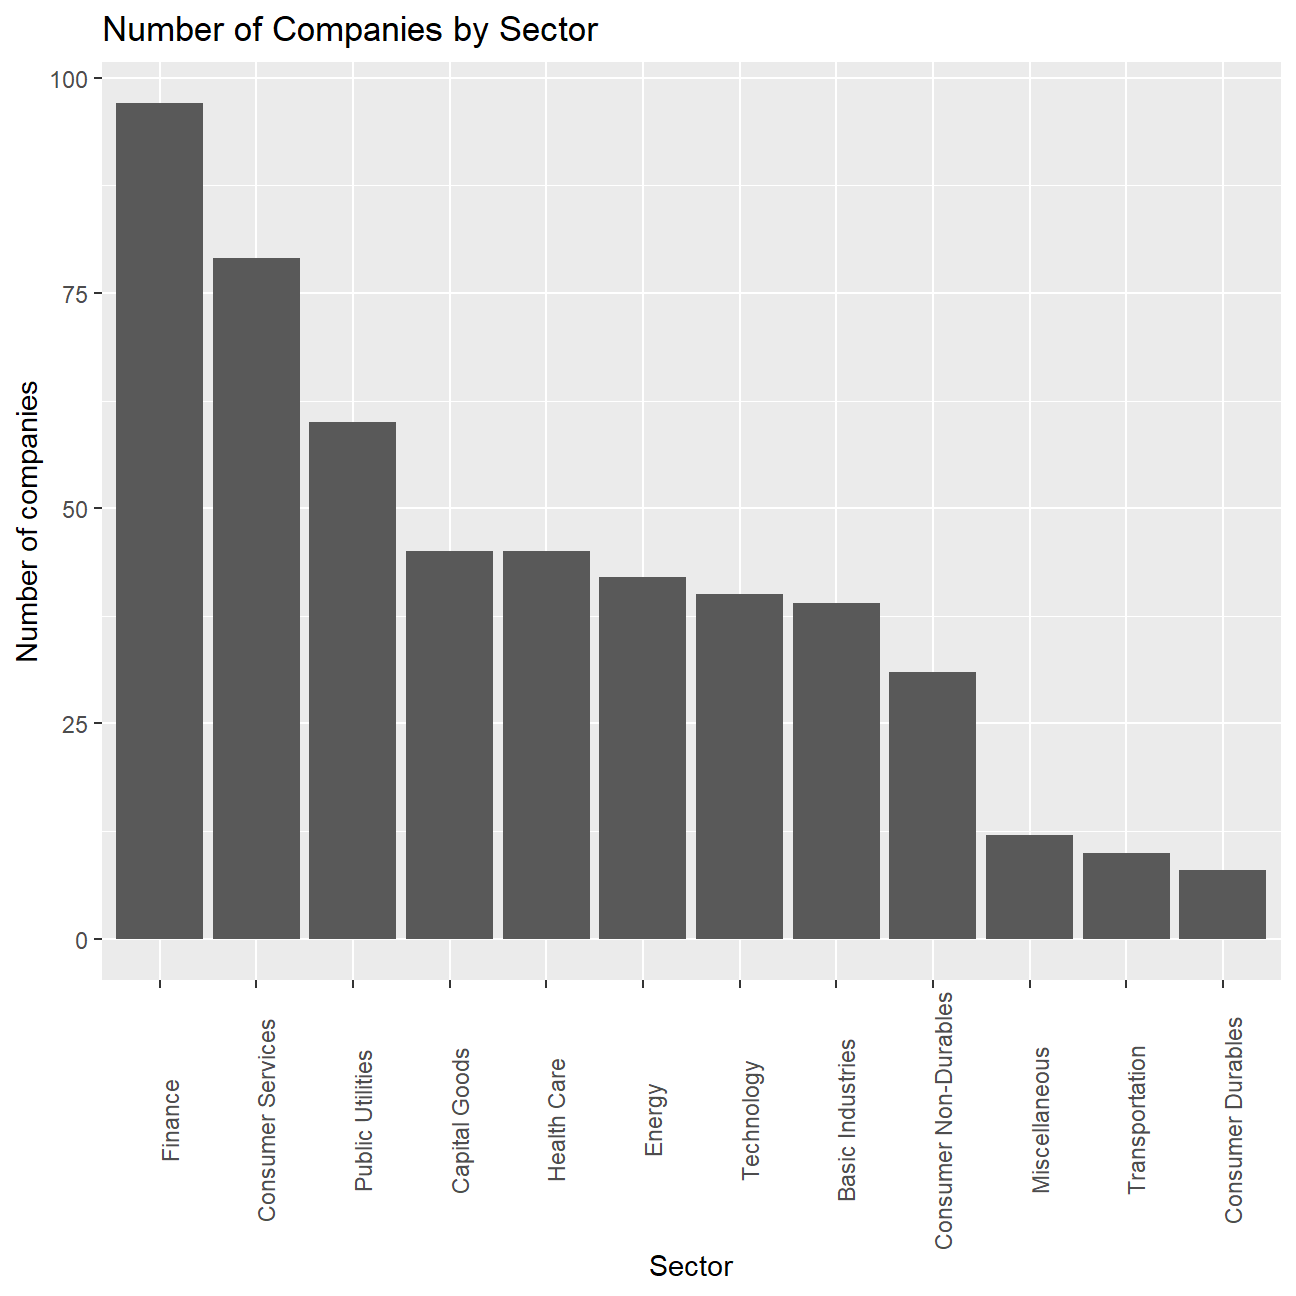 Number of Companies by Sector
Number of companies
100
75
50
25
0
Finance
Consumer Services
Public Utilities
Capital Goods
Health Care
Energy
Technology
Basic Industries
Consumer Non-Durables
Miscellaneous
Transportation
Consumer Durables
Sector